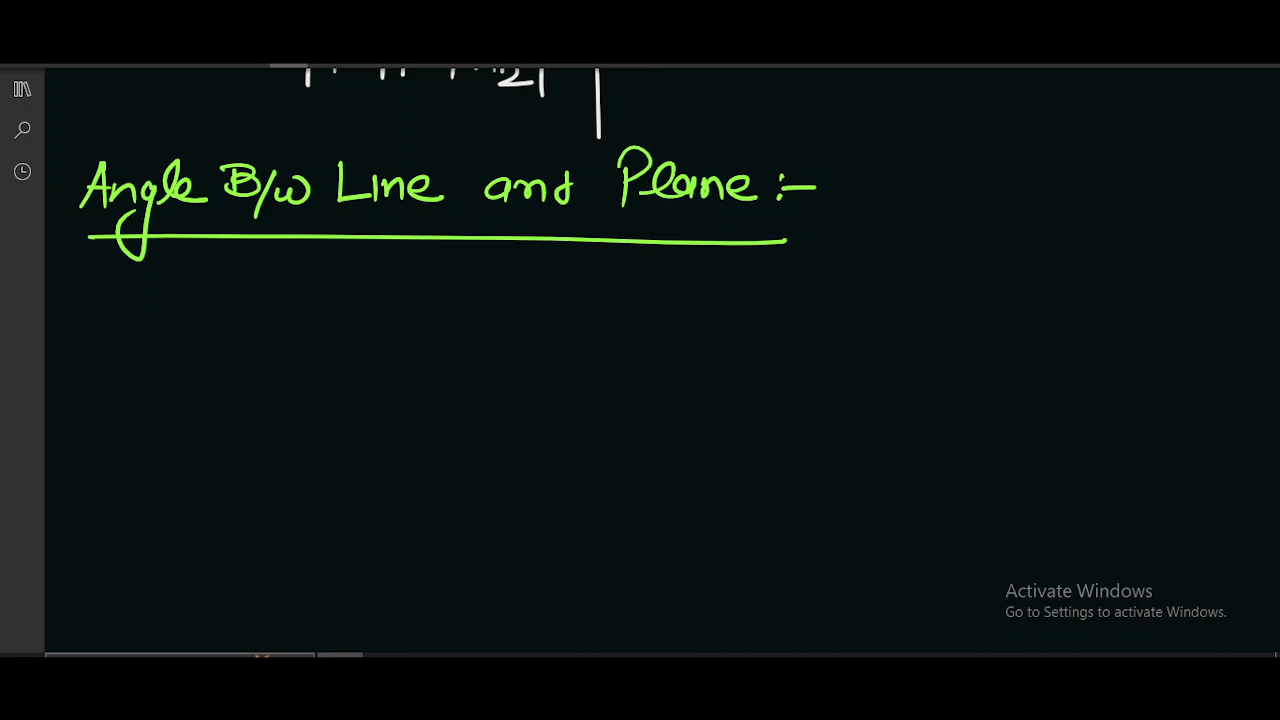 Angle B/w Line and Plane :-
Activate Windows
Go to Settings to activate Windows.